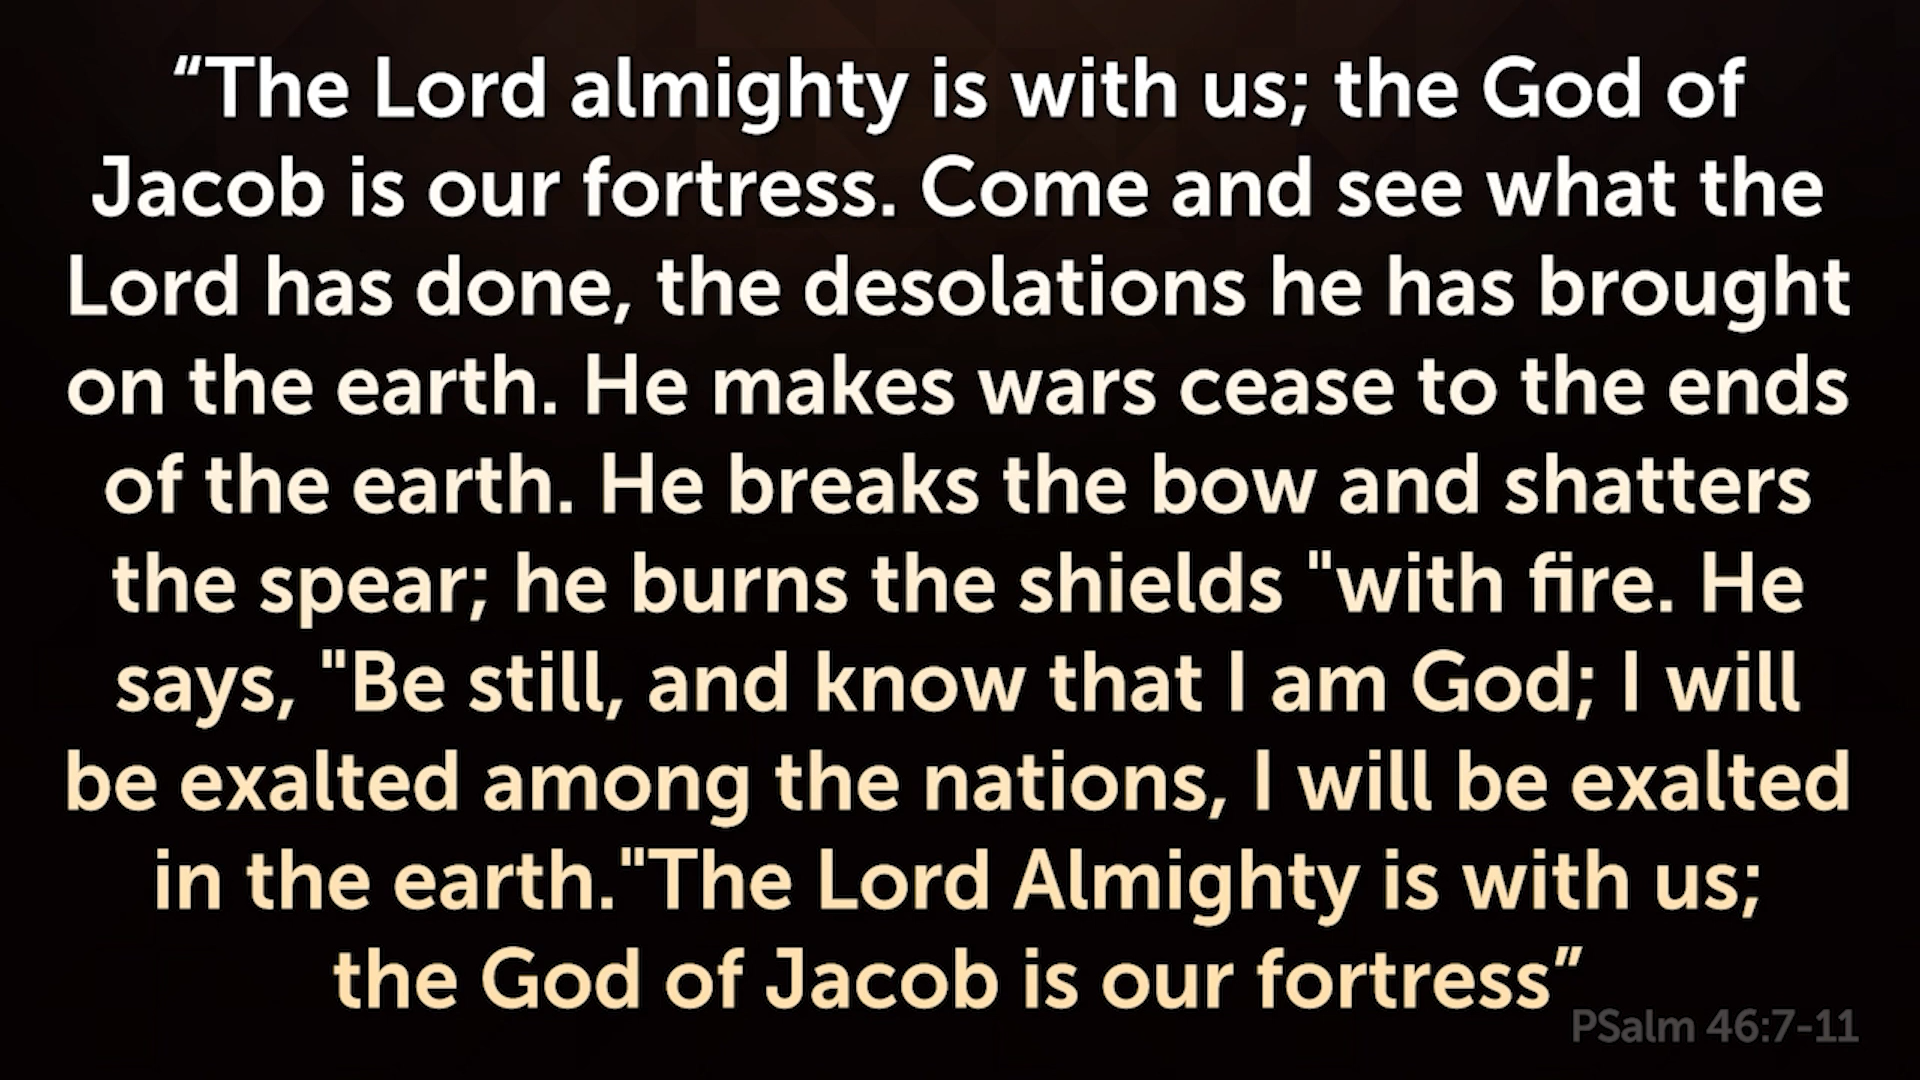 “The Lord almighty is with us; the God of
Jacob is our fortress. Come and see what the
Lord has done, the desolations he has brought
on the earth. He makes wars cease to the ends
of the earth. He breaks the bow and shatters
the spear; he burns the shields "with fire. He
says, "Be still, and know that I am God; I will
be exalted among the nations, I will be exalted
in the earth."The Lord Almighty is with us;
the God of Jacob is our fortress”
PSalm 46:7-11